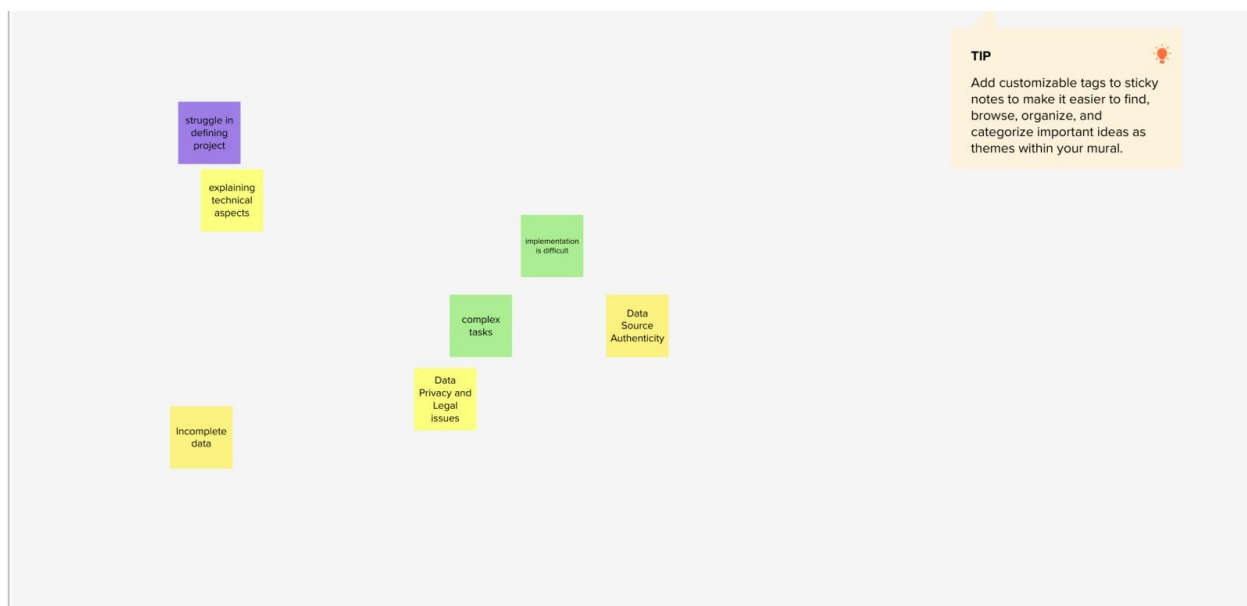 TIP
Add customizable tags to sticky
notes to make it easier to find,
browse, organize, and
categorize important ideas as
themes within your mural.
struggle in
defining
project
explaining
technical
aspects
implementation
is difficult
complex
tasks
Data
Source
Authenticity
Data
Privacy and
Legal
issues
Incomplete
data